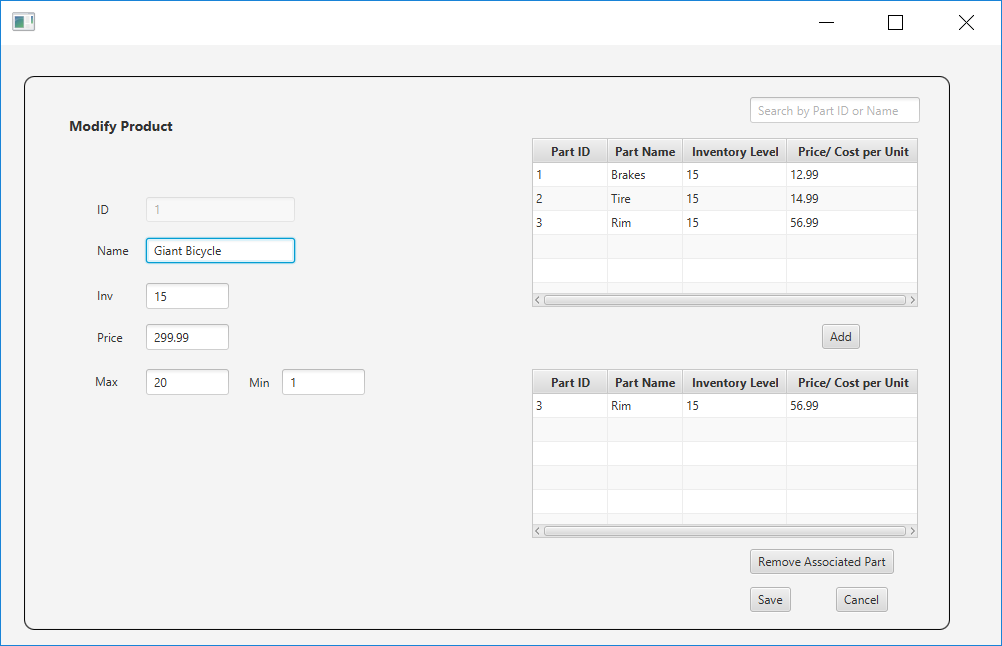 Search by Part ID or Name
Modify Product
Part ID Part Name Inventory Level Price/ Cost per Unit
1 Brakes 15 12.99
2 Tire 15 14.99
3 Rim 15 56.99
ID 1
Name Giant Bicycle
Inv 15
Price 299.99
Max 20 Min 1
Add
Part ID Part Name Inventory Level Price/ Cost per Unit
3 Rim 15 56.99
Remove Associated Part
Save Cancel